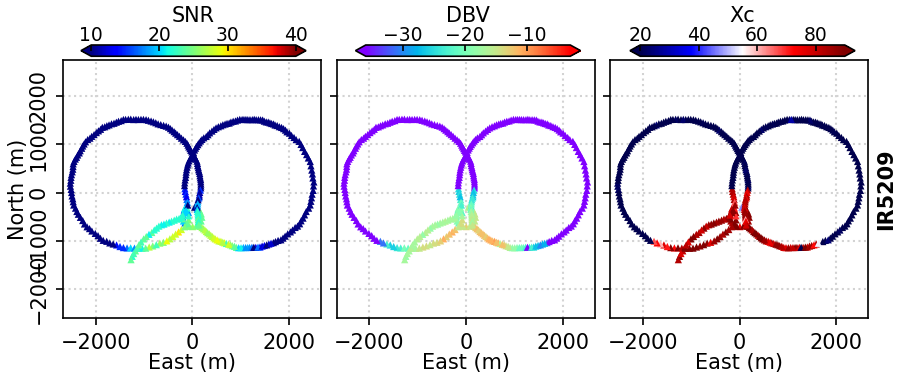 SNR DBV Xc
10 20 30 40 −30 −20 −10 20 40 60 80
2000
1000
0
−1000
−2000
North (m)
IR5209
−2000 0 2000 −2000 0 2000 −2000 0 2000
East (m) East (m) East (m)